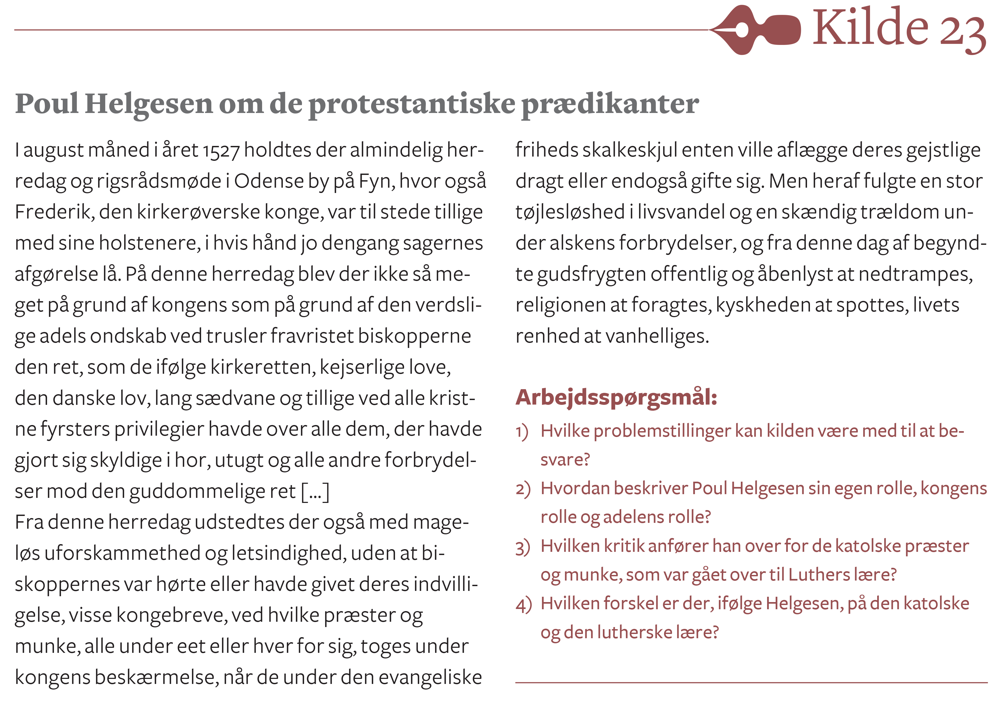 Kilde 23
Poul Helgesen om de protestantiske prædikanter
I august måned i året 1527 holdtes der almindelig her-
redag og rigsrådsmøde i Odense by på Fyn, hvor også
Frederik, den kirkerøverske konge, var til stede tillige
med sine holstenere, i hvis hånd jo dengang sagernes
afgørelse lå. På denne herredag blev der ikke så me-
get på grund af kongens som på grund af den verdsli-
ge adels ondskab ved trusler fravristet biskopperne
den ret, som de ifølge kirkeretten, kejserlige love,
den danske lov, lang sædvane og tillige ved alle krist-
ne fyrsters privilegier havde over alle dem, der havde
gjort sig skyldige i hor, utugt og alle andre forbrydel-
ser mod den guddommelige ret [...]
Fra denne herredag udstedtes der også med mage-
løs uforskammethed og letsindighed, uden at bi-
skoppernes var hørte eller havde givet deres indvilli-
gelse, visse kongebreve, ved hvilke præster og
munke, alle under eet eller hver for sig, toges under
kongens beskærmelse, når de under den evangeliske
friheds skalkeskjul enten ville aflægge deres gejstlige
dragt eller endogså gifte sig. Men heraf fulgte en stor
tøjlesløshed i livsvandel og en skændig trældom un-
der alskens forbrydelser, og fra denne dag af begynd-
te gudsfrygten offentlig og åbenlyst at nedtrampes,
religionen at foragtes, kyskheden at spottes, livets
renhed at vanhelliges.
Arbejdsspørgsmål:
1) Hvilke problemstillinger kan kilden være med til at be-
svare?
2) Hvordan beskriver Poul Helgesen sin egen rolle, kongens
rolle og adelens rolle?
3) Hvilken kritik anfører han over for de katolske præster
og munke, som var gået over til Luthers lære?
4) Hvilken forskel er der, ifølge Helgesen, på den katolske
og den lutherske lære?